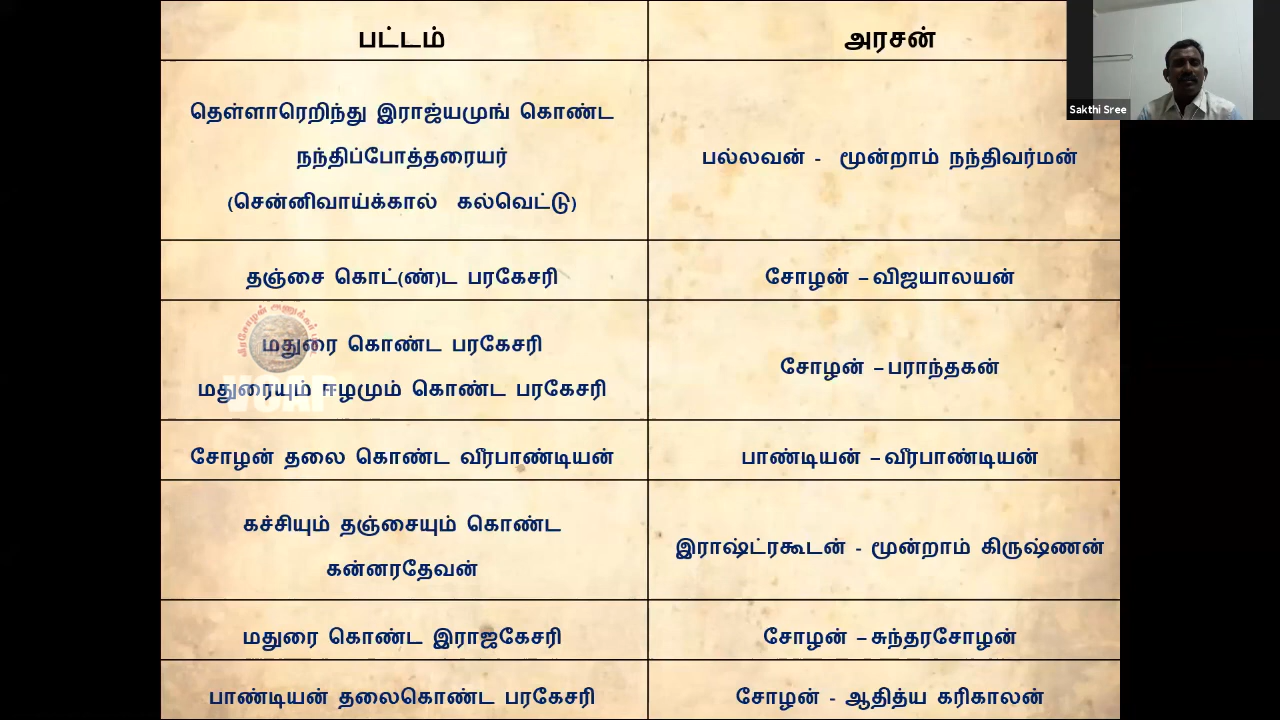 பட்டம்
அரசன்
Sakthi Sree
தெள்ளாரெறிந்து இராஜ்யமுங் கொண்ட
நந்திப்போத்தரையர்
(சென்னிவாய்க்கால் கல்வெட்டு)
பல்லவன் - மூன்றாம் நந்திவர்மன்
தஞ்சை கொட்(ண்)ட பரகேசரி
சோழன் – விஜயாலயன்
மதுரை கொண்ட பரகேசரி
மதுரையும் ஈழமும் கொண்ட பரகேசரி
சோழன் – பராந்தகன்
சோழன் தலை கொண்ட வீரபாண்டியன்
பாண்டியன் – வீரபாண்டியன்
கச்சியும் தஞ்சையும் கொண்ட
கன்னரதேவன்
இராஷ்ட்ரகூடன் - மூன்றாம் கிருஷ்ணன்
மதுரை கொண்ட இராஜகேசரி
சோழன் – சுந்தரசோழன்
பாண்டியன் தலைகொண்ட பரகேசரி
சோழன் - ஆதித்ய கரிகாலன்